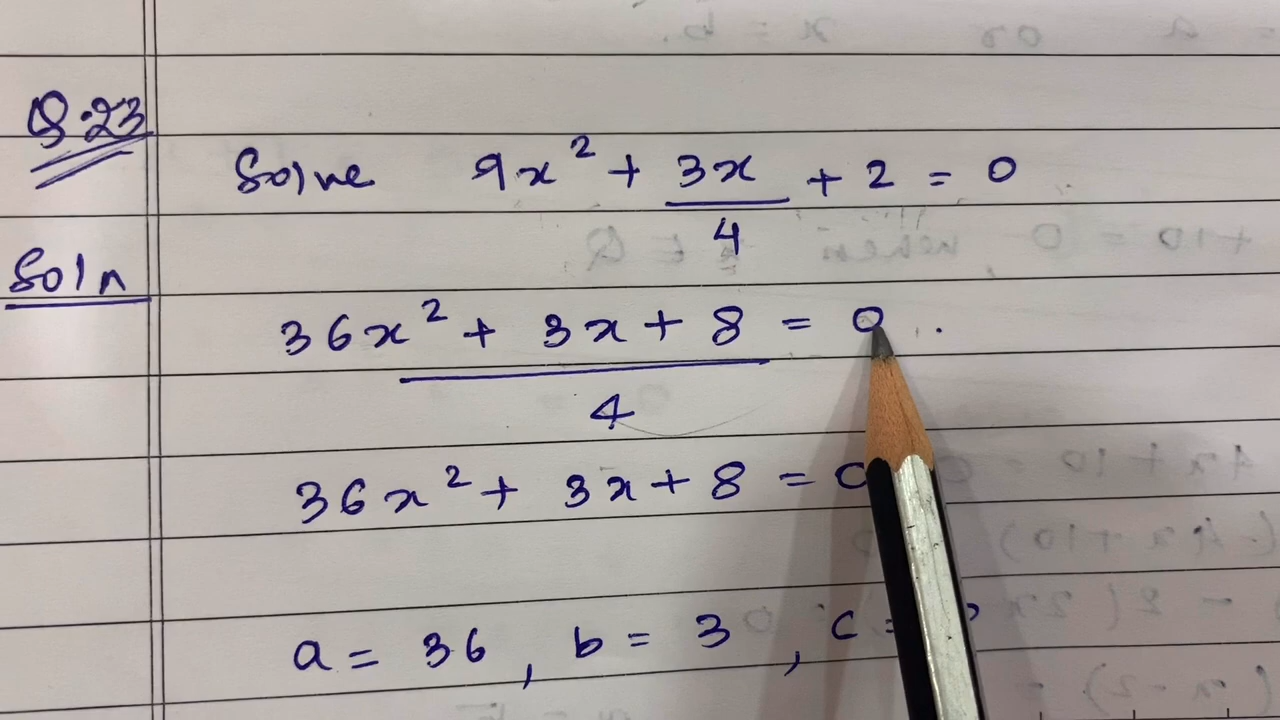 Q.23
Solve 9x² + 3x/4 + 2 = 0
Soln
36x² + 3x + 8 = 0 .
4
36x² + 3x + 8 = 0
a = 36 , b = 3 , c =